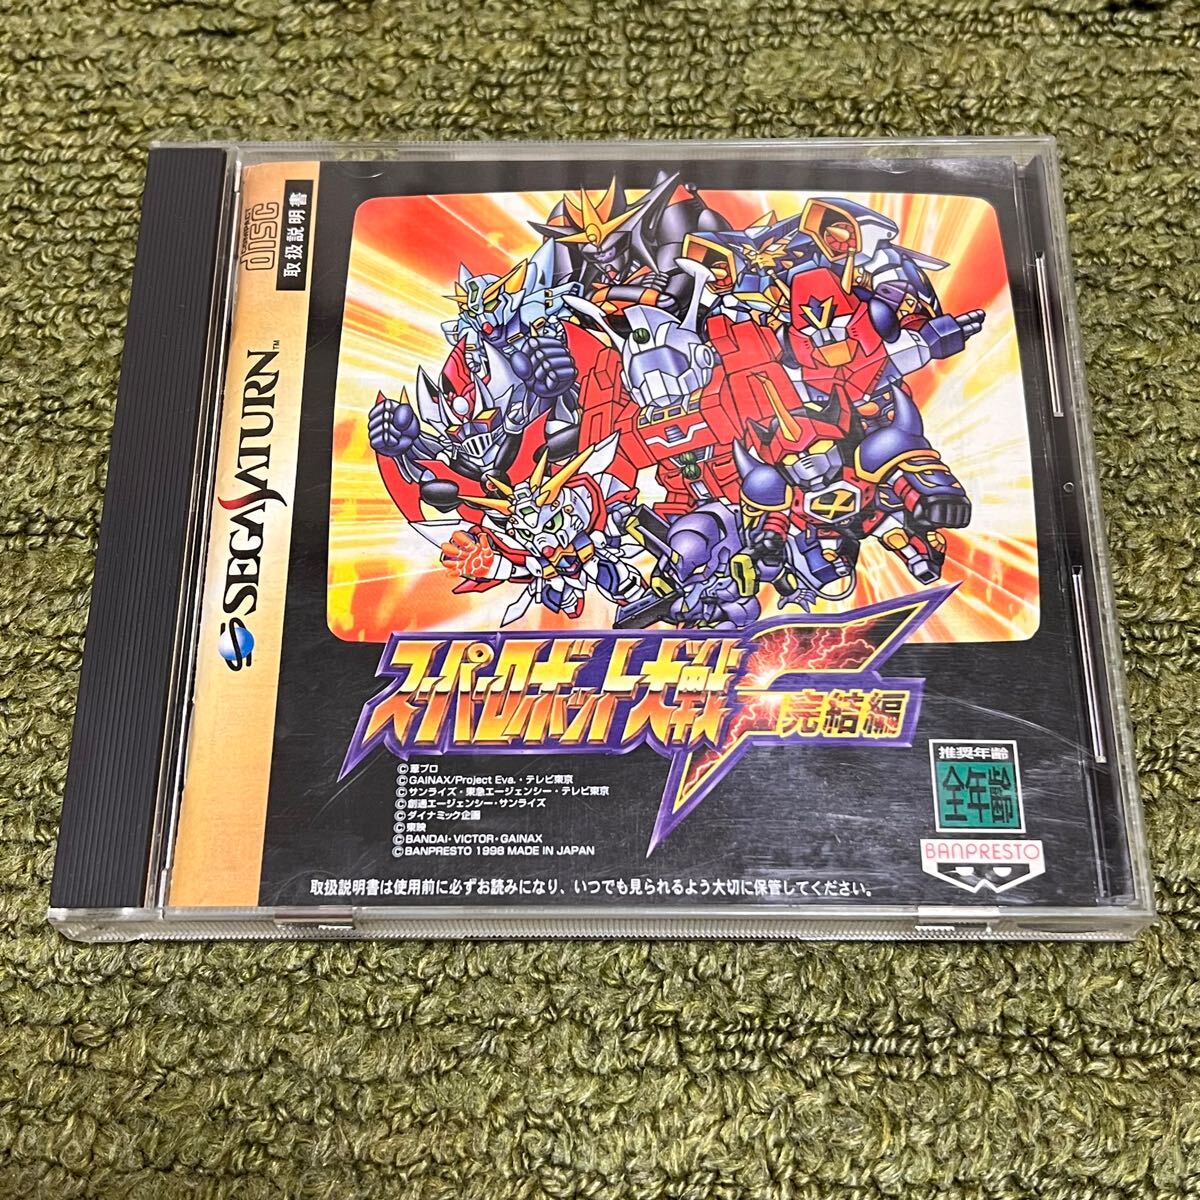 COMPACT
DISC
取扱説明書
SEGA SATURN™
スーパーロボット大戦F
完結編
©葦プロ
©GAINAX/Project Eva.・テレビ東京
©サンライズ・東急エージェンシー・テレビ東京
©創通エージェンシー・サンライズ
©ダイナミック企画
©東映
©BANDAI・VICTOR・GAINAX
©BANPRESTO 1998 MADE IN JAPAN
推奨年齢
全年齢
BANPRESTO
取扱説明書は使用前に必ずお読みになり、いつでも見られるよう大切に保管してください。